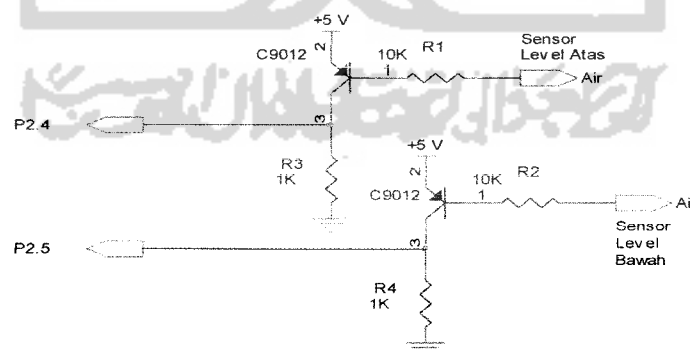 +5 V
2
C9012
10K
R1
1
Sensor
Level Atas
Air
3
P2.4
R3
1K
+5 V
2
C9012
10K
R2
1
Ai
Sensor
Level
Bawah
3
P2.5
R4
1K